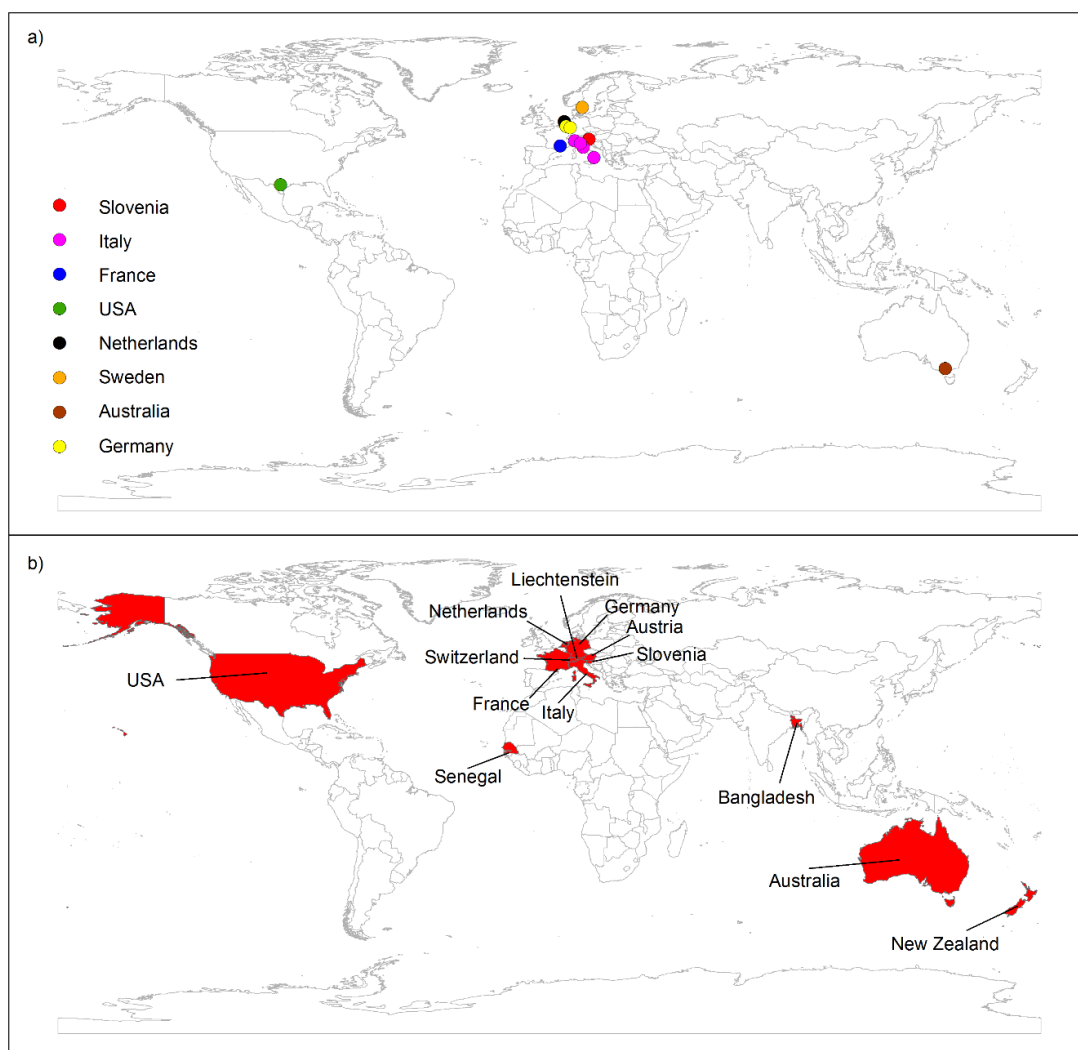 a)
Slovenia
Italy
France
USA
Netherlands
Sweden
Australia
Germany
b)
Liechtenstein
Netherlands
Germany
Austria
Switzerland
Slovenia
USA
France
Italy
Senegal
Bangladesh
Australia
New Zealand